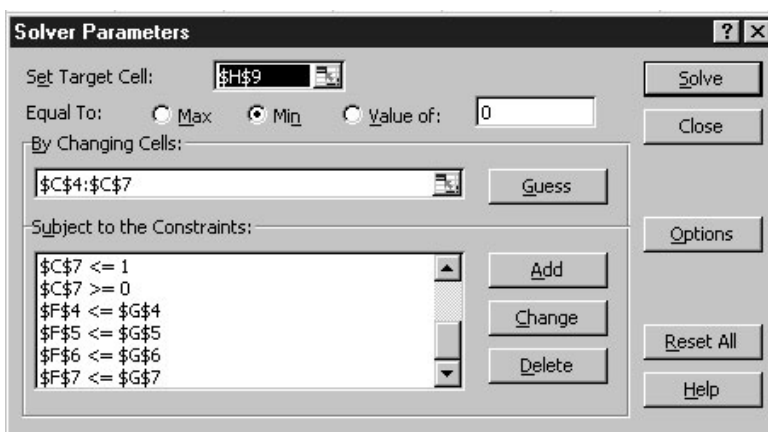 Solver Parameters
Set Target Cell: $H$9 Solve
Equal To: Max Min Value of: 0 Close
By Changing Cells:
$C$4:$C$7 Guess
Subject to the Constraints: Options
$C$7 <= 1 Add
$C$7 >= 0
$F$4 <= $G$4 Change
$F$5 <= $G$5
$F$6 <= $G$6 Delete Reset All
$F$7 <= $G$7 Help